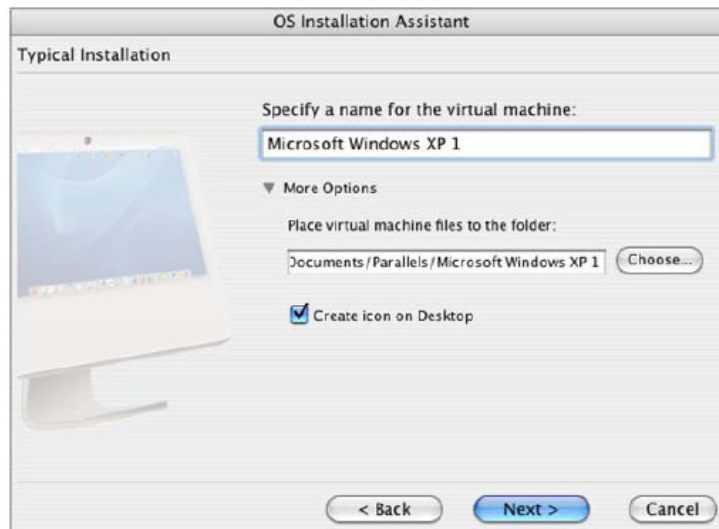 OS Installation Assistant
Typical Installation
Specify a name for the virtual machine:
Microsoft Windows XP 1
More Options
Place virtual machine files to the folder:
Documents/Parallels/Microsoft Windows XP 1
Choose...
Create icon on Desktop
< Back
Next >
Cancel